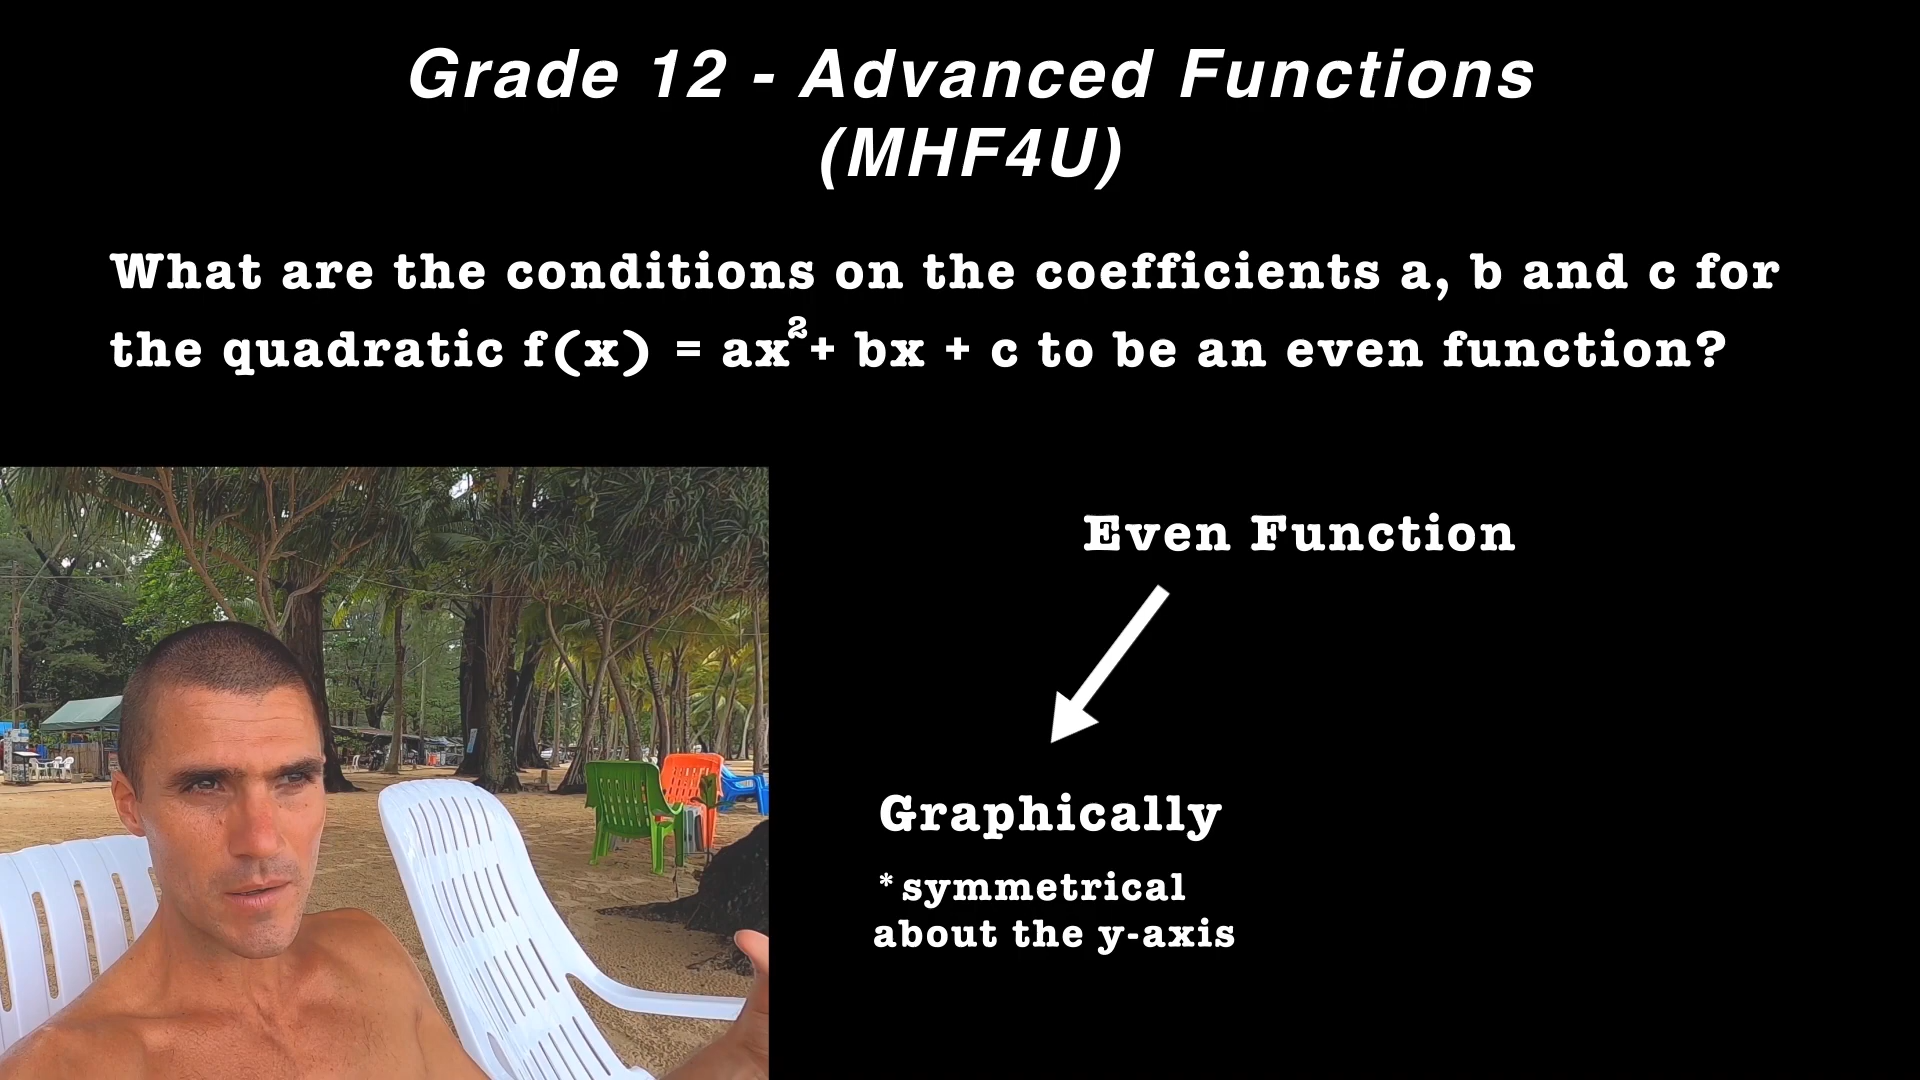 Grade 12 - Advanced Functions
(MHF4U)
What are the conditions on the coefficients a, b and c for
the quadratic f(x) = ax²+ bx + c to be an even function?
Even Function
Graphically
*symmetrical
about the y-axis